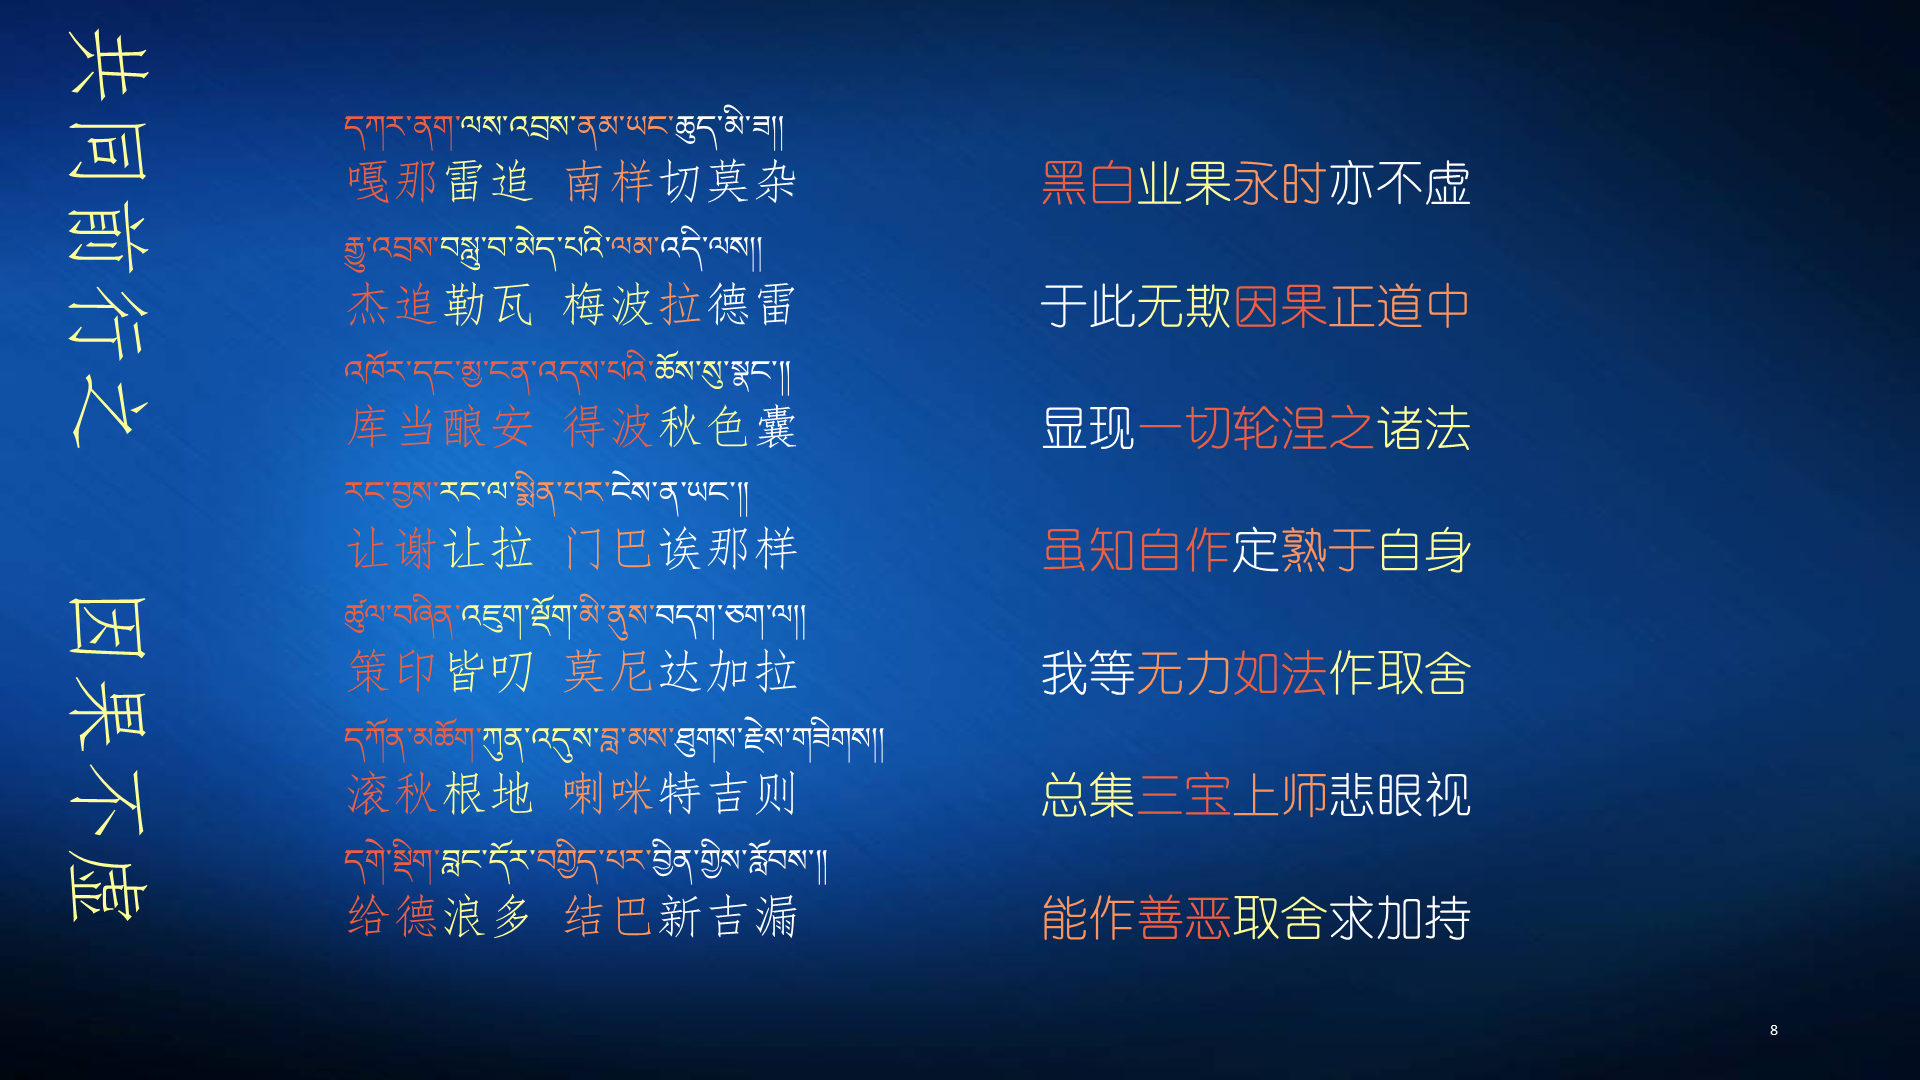 共同前行之 因果不虚
དཀར་ནག་ལས་འབྲས་ནམ་ཡང་ཆུད་མི་ཟ།།
嘎那雷追 南样切莫杂
黑白业果永时亦不虚
རྒྱུ་འབྲས་བསླུ་བ་མེད་པའི་ལམ་འདི་ལས།།
杰追勒瓦 梅波拉德雷
于此无欺因果正道中
འཁོར་དང་མྱ་ངན་འདས་པའི་ཆོས་སུ་སྣང་།།
库当酿安 得波秋色囊
显现一切轮涅之诸法
རང་བྱས་རང་ལ་སྨིན་པར་ངེས་ན་ཡང་།།
让谢让拉 门巴诶那样
虽知自作定熟于自身
ཚུལ་བཞིན་འཇུག་ལྡོག་མི་ནུས་བདག་ཅག་ལ།།
策印皆叨 莫尼达加拉
我等无力如法作取舍
དཀོན་མཆོག་ཀུན་འདུས་བླ་མས་ཐུགས་རྗེས་གཟིགས།།
滚秋根地 喇咪特吉则
总集三宝上师悲眼视
དགེ་སྡིག་བླང་དོར་བགྱིད་པར་བྱིན་གྱིས་རློབས་།།
给德浪多 结巴新吉漏
能作善恶取舍求加持
8